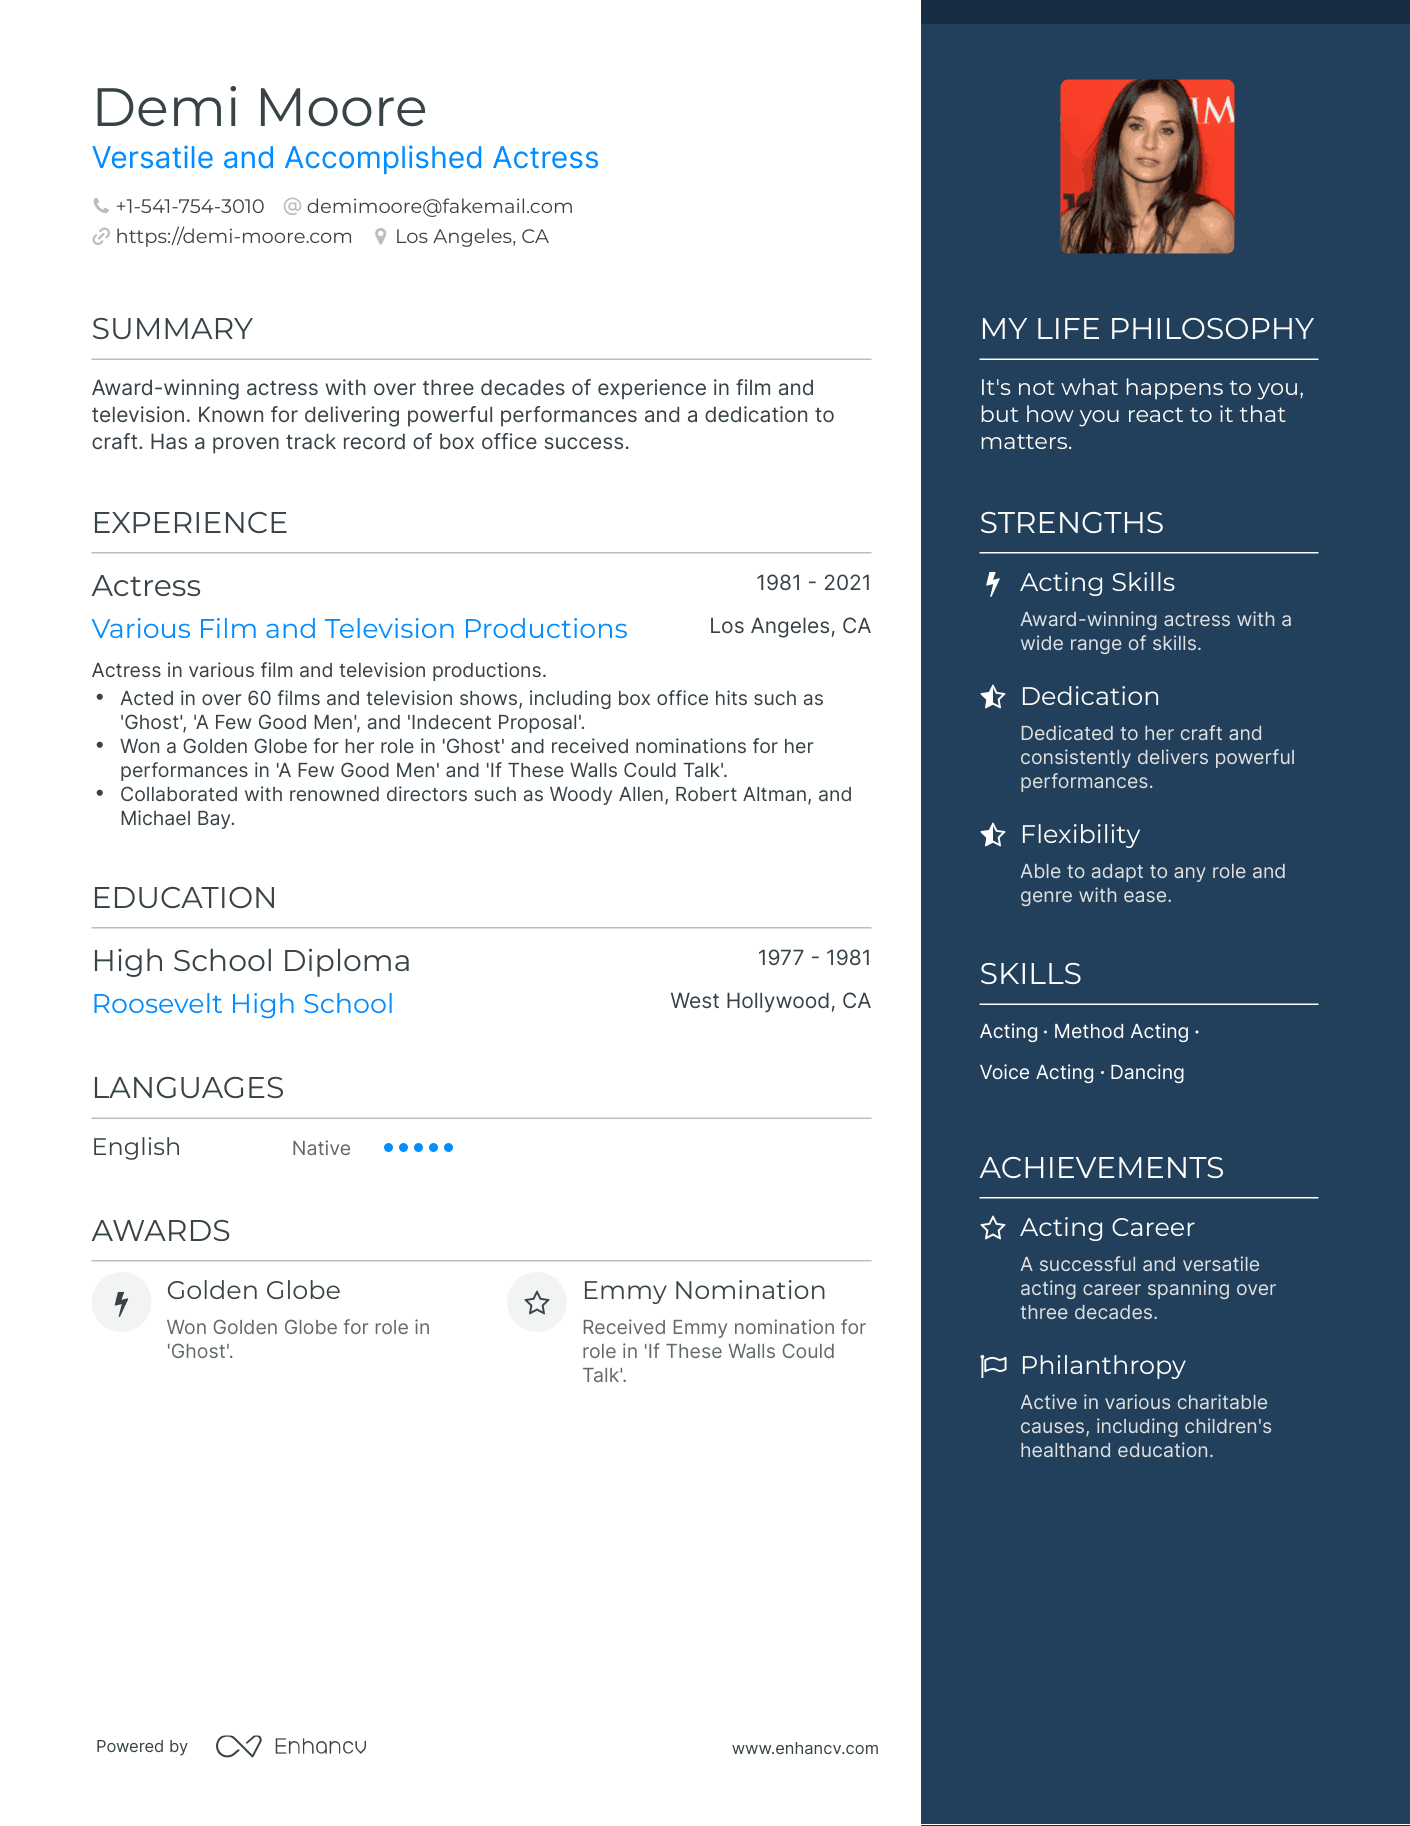 Demi Moore
Versatile and Accomplished Actress
+1-541-754-3010 @ demimoore@fakemail.com
https://demi-moore.com Los Angeles, CA
SUMMARY
Award-winning actress with over three decades of experience in film and
television. Known for delivering powerful performances and a dedication to
craft. Has a proven track record of box office success.
EXPERIENCE
Actress 1981 - 2021
Various Film and Television Productions Los Angeles, CA
Actress in various film and television productions.
• Acted in over 60 films and television shows, including box office hits such as
'Ghost', 'A Few Good Men', and 'Indecent Proposal'.
• Won a Golden Globe for her role in 'Ghost' and received nominations for her
performances in 'A Few Good Men' and 'If These Walls Could Talk'.
• Collaborated with renowned directors such as Woody Allen, Robert Altman, and
Michael Bay.
EDUCATION
High School Diploma 1977 - 1981
Roosevelt High School West Hollywood, CA
LANGUAGES
English Native
AWARDS
Golden Globe
Won Golden Globe for role in
'Ghost'.
Emmy Nomination
Received Emmy nomination for
role in 'If These Walls Could
Talk'.
Powered by Enhancv www.enhancv.com
IM
MY LIFE PHILOSOPHY
It's not what happens to you,
but how you react to it that
matters.
STRENGTHS
Acting Skills
Award-winning actress with a
wide range of skills.
Dedication
Dedicated to her craft and
consistently delivers powerful
performances.
Flexibility
Able to adapt to any role and
genre with ease.
SKILLS
Acting · Method Acting ·
Voice Acting · Dancing
ACHIEVEMENTS
Acting Career
A successful and versatile
acting career spanning over
three decades.
Philanthropy
Active in various charitable
causes, including children's
healthand education.